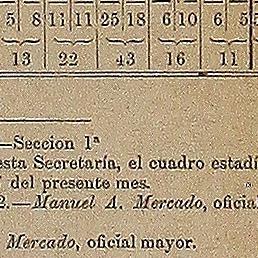 5 8 11 11 25 18 6 10 6 5
13 22 43 16 11
—Seccion 1ª
esta Secretaría, el cuadro estadí
del presente mes.
2.—Manuel A. Mercado, oficial
Mercado, oficial mayor.